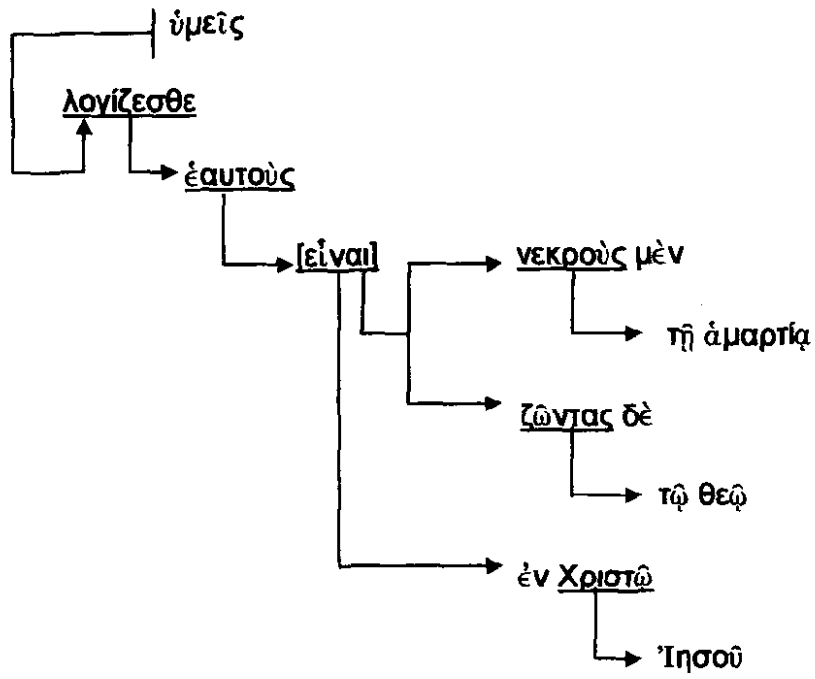 ὑμεῖς
λογίζεσθε
ἑαυτοὺς
[εἶναι]
νεκροὺς μὲν
τῇ ἁμαρτίᾳ
ζῶντας δὲ
τῷ θεῷ
ἐν Χριστῷ
Ἰησοῦ